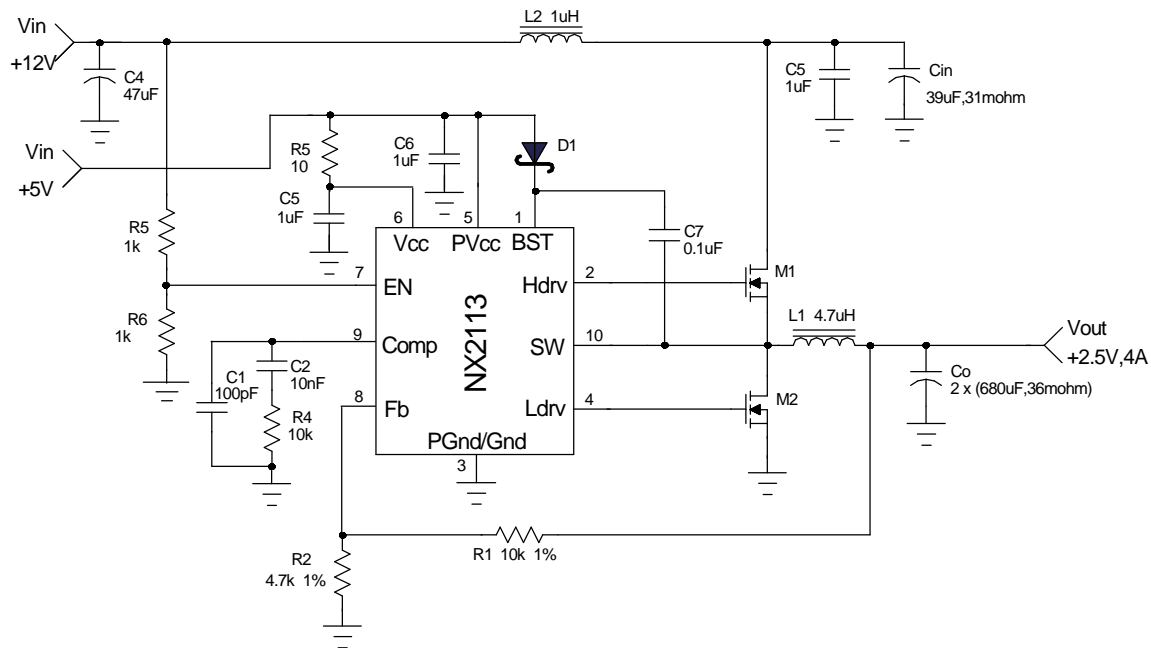 Vin
+12V
C4
47uF
L2 1uH
C5
1uF
Cin
39uF,31mohm
Vin
+5V
R5
10
C6
1uF
D1
C5
1uF
6
5
1
Vcc
PVcc
BST
C7
0.1uF
R5
1k
7
EN
Hdrv
2
M1
R6
1k
9
Comp
NX2113
SW
10
L1 4.7uH
Vout
+2.5V,4A
C1
100pF
C2
10nF
R4
10k
8
Fb
Ldrv
4
M2
Co
2 x (680uF,36mohm)
PGnd/Gnd
3
R2
4.7k 1%
R1 10k 1%